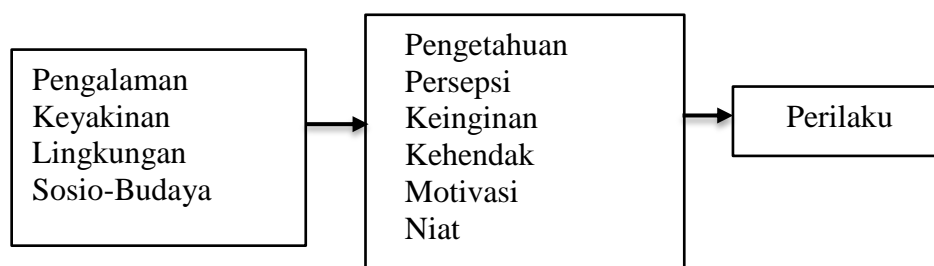 Pengalaman
Keyakinan
Lingkungan
Sosio-Budaya
Pengetahuan
Persepsi
Keinginan
Kehendak
Motivasi
Niat
Perilaku